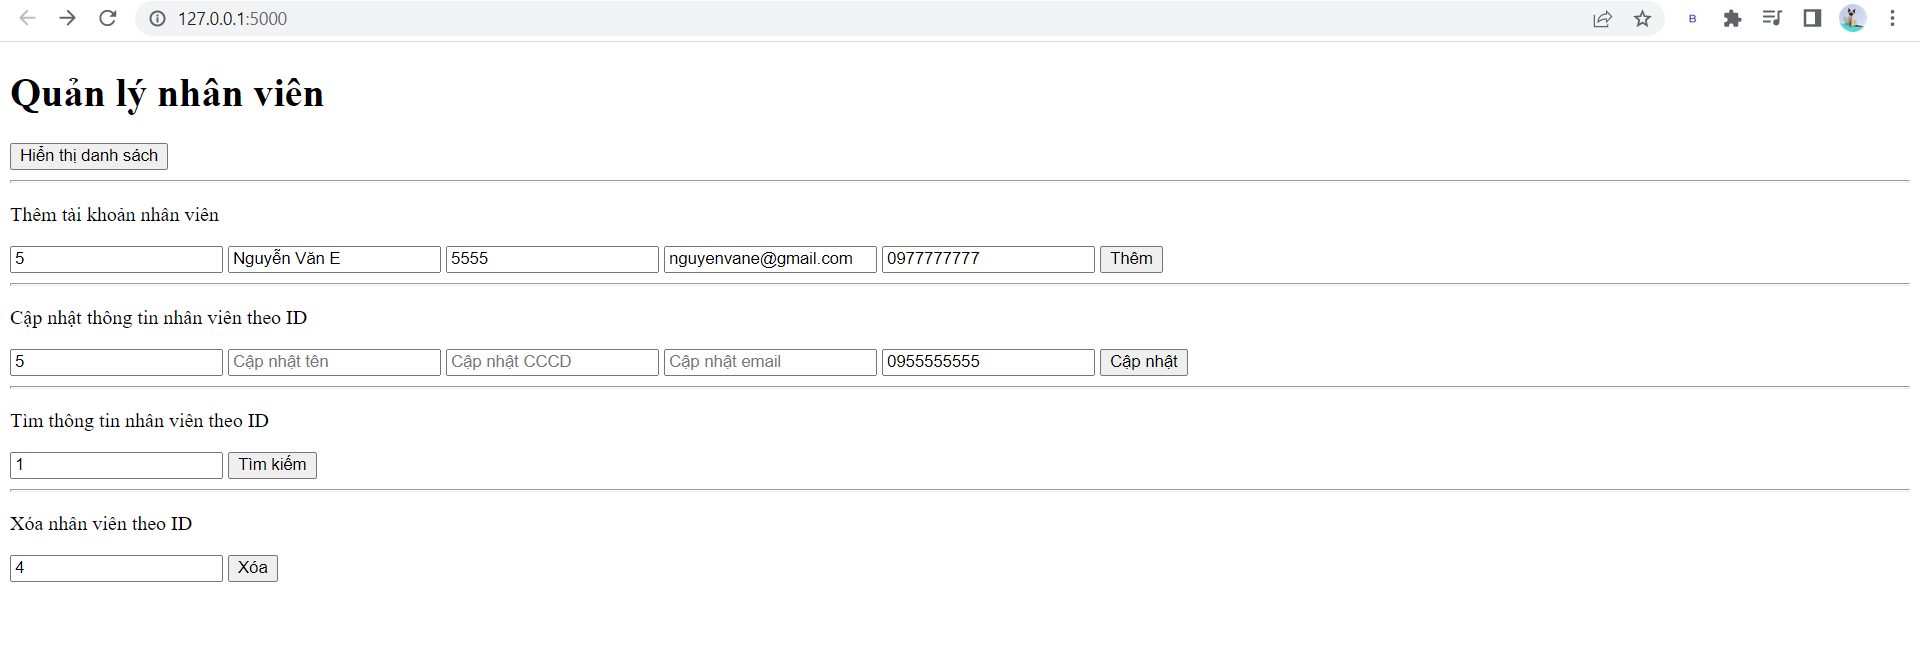 127.0.0.1:5000
B
Quản lý nhân viên
Hiển thị danh sách
Thêm tài khoản nhân viên
5 Nguyễn Văn E 5555 nguyenvane@gmail.com 0977777777 Thêm
Cập nhật thông tin nhân viên theo ID
5 Cập nhật tên Cập nhật CCCD Cập nhật email 0955555555 Cập nhật
Tìm thông tin nhân viên theo ID
1 Tìm kiếm
Xóa nhân viên theo ID
4 Xóa